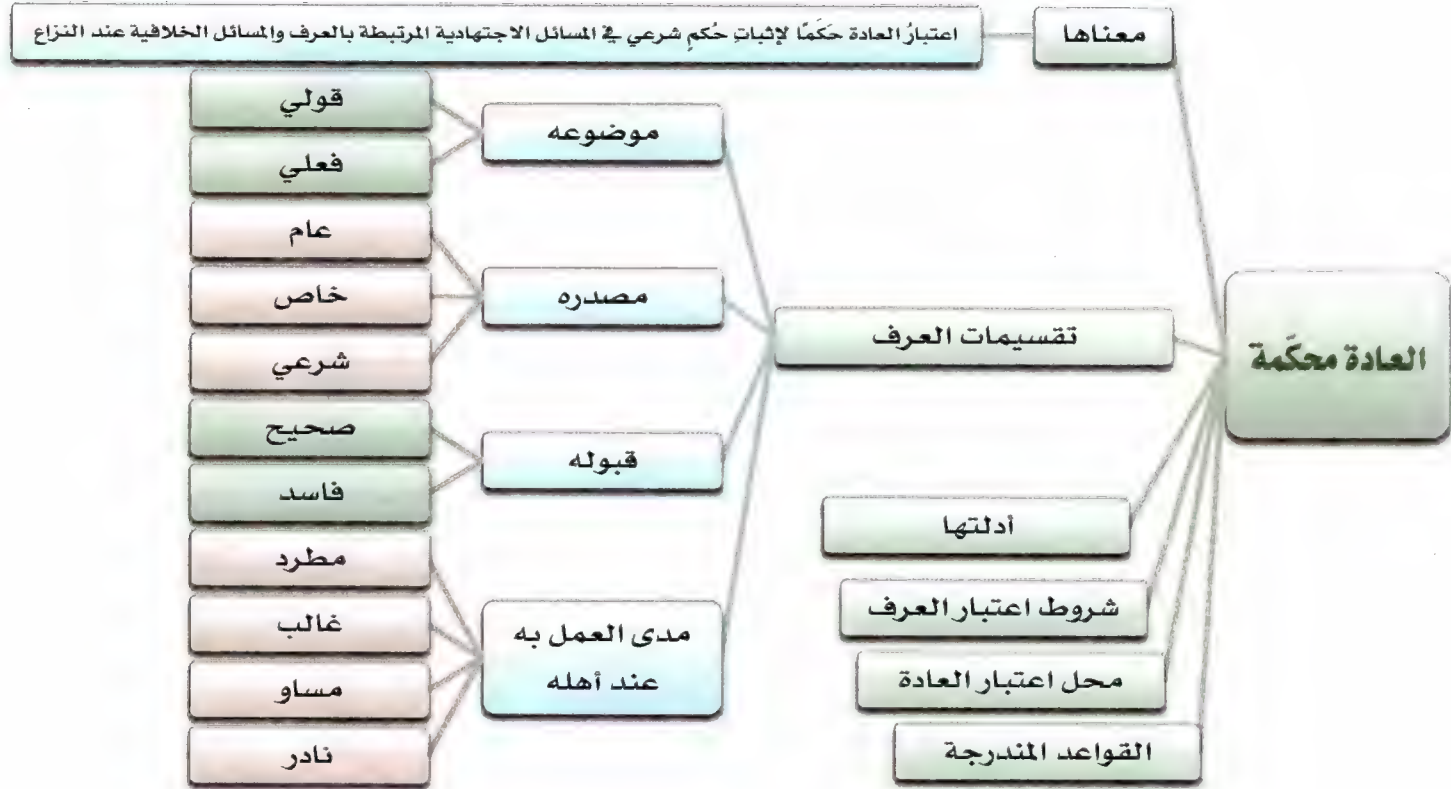 العادة محكّمة
معناها
اعتبارُ العادة حَكَمًا لإثباتِ حُكمٍ شرعي في المسائل الاجتهادية المرتبطة بالعرف والمسائل الخلافية عند النزاع
تقسيمات العرف
موضوعه
قولي
فعلي
مصدره
عام
خاص
شرعي
قبوله
صحيح
فاسد
مدى العمل به
عند أهله
مطرد
غالب
مساو
نادر
أدلتها
شروط اعتبار العرف
محل اعتبار العادة
القواعد المندرجة